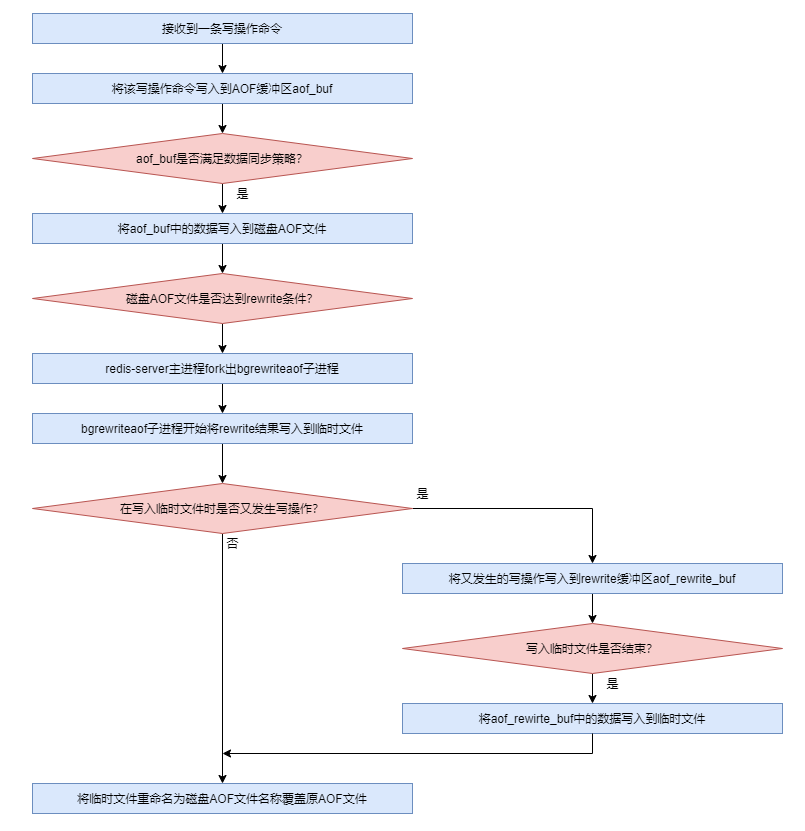 接收到一条写操作命令
将该写操作命令写入到AOF缓冲区aof_buf
aof_buf是否满足数据同步策略?
是
将aof_buf中的数据写入到磁盘AOF文件
磁盘AOF文件是否达到rewrite条件?
redis-server主进程fork出bgrewriteaof子进程
bgrewriteaof子进程开始将rewrite结果写入到临时文件
在写入临时文件时是否又发生写操作?
是
否
将又发生的写操作写入到rewrite缓冲区aof_rewrite_buf
写入临时文件是否结束?
是
将aof_rewirte_buf中的数据写入到临时文件
将临时文件重命名为磁盘AOF文件名称覆盖原AOF文件